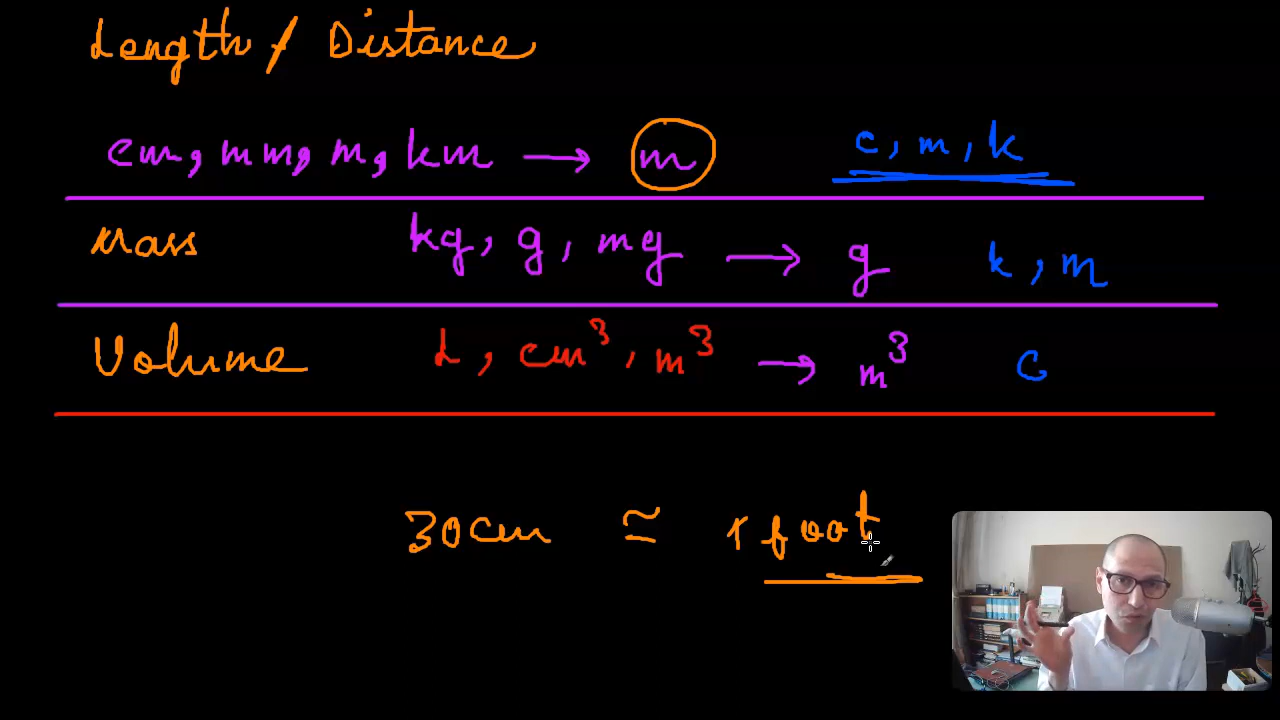 Length / Distance
cm, mm, m, km → m c, m, k
Mass kg, g, mg → g k, m
Volume L, cm³, m³ → m³ c
30cm ≅ 1 foot